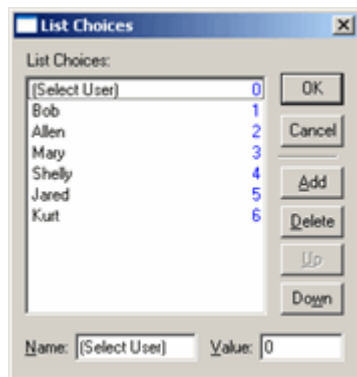 List Choices
List Choices:
(Select User) 0
Bob 1
Allen 2
Mary 3
Shelly 4
Jared 5
Kurt 6
OK
Cancel
Add
Delete
Up
Down
Name: (Select User) Value: 0